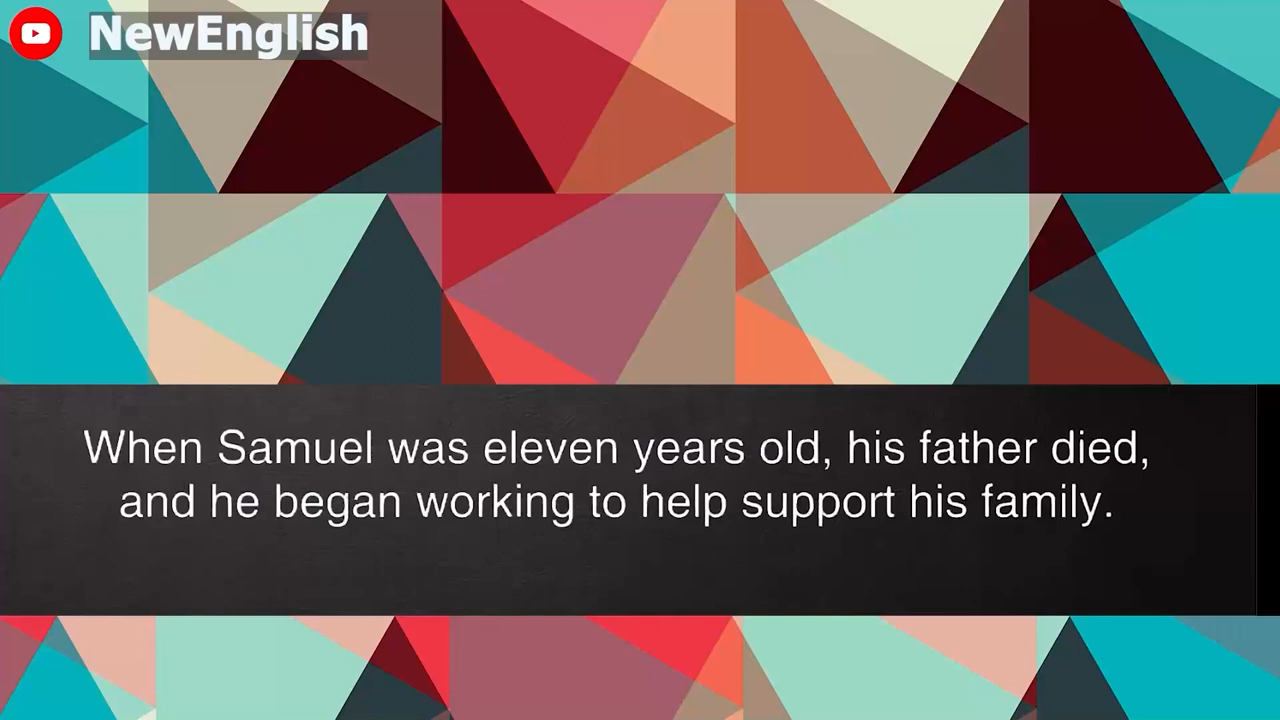 NewEnglish
When Samuel was eleven years old, his father died,
and he began working to help support his family.